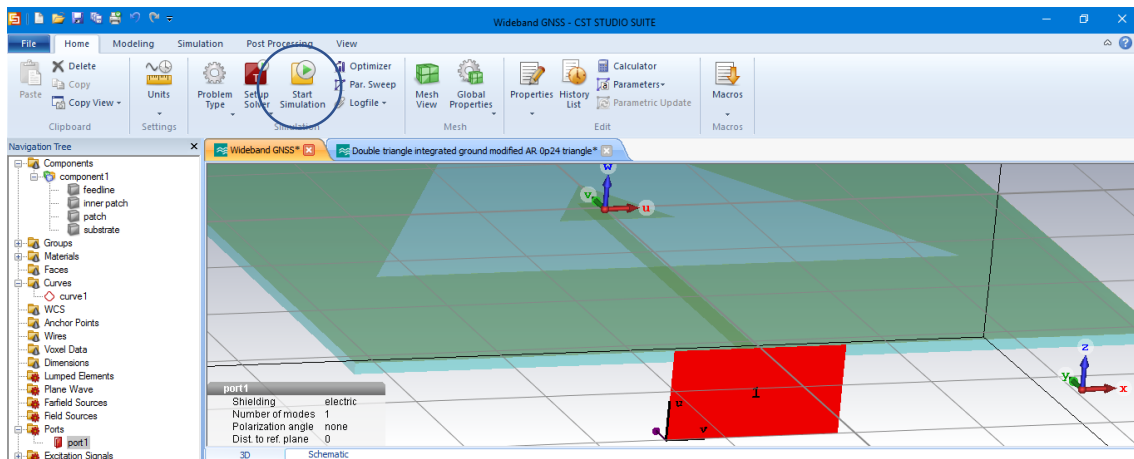 Wideband GNSS - CST STUDIO SUITE
File Home Modeling Simulation Post Processing View
Paste
Delete
Copy
Copy View
Clipboard
Units
Settings
Problem Type
Setup Solver
Start Simulation
Optimizer
Par. Sweep
Logfile
Simulation
Mesh View
Global Properties
Mesh
Properties
History List
Calculator
Parameters
Parametric Update
Edit
Macros
Macros
Navigation Tree
Wideband GNSS*
Double triangle integrated ground modified AR 0p24 triangle*
Components
component1
feedline
inner patch
patch
substrate
Groups
Materials
Faces
Curves
curve1
WCS
Anchor Points
Wires
Voxel Data
Dimensions
Lumped Elements
Plane Wave
Farfield Sources
Field Sources
Ports
port1
Excitation Signals
w
v
u
1
u
v
z
y
x
port1
Shielding electric
Number of modes 1
Polarization angle none
Dist. to ref. plane 0
3D Schematic